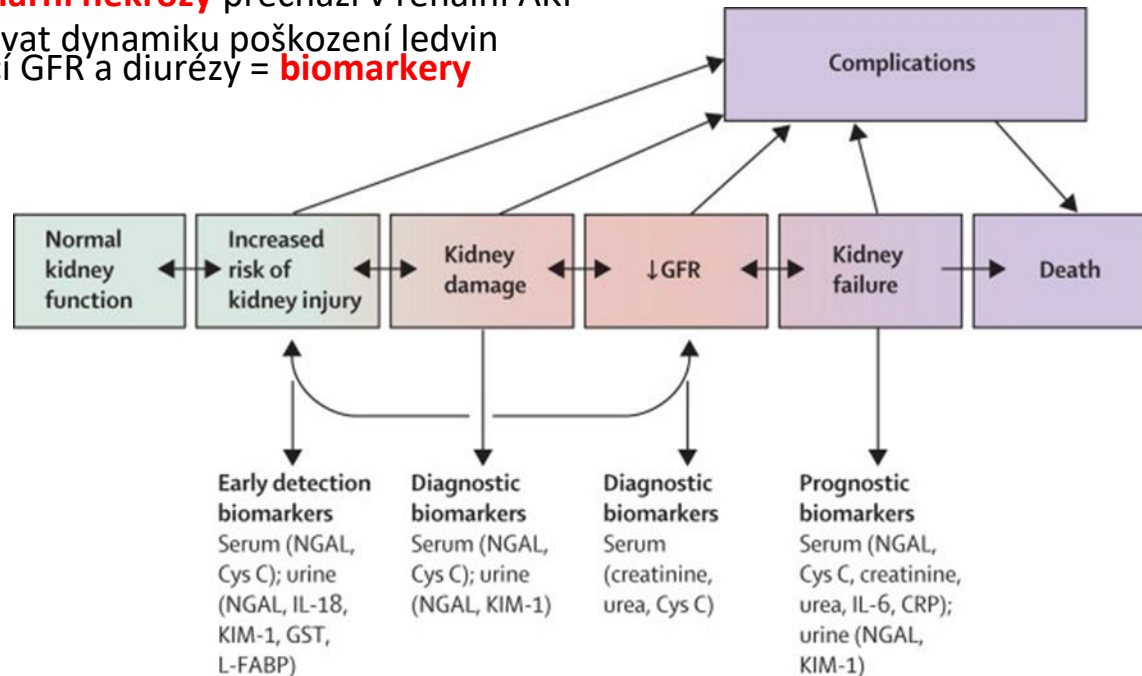 nekrózy přechází v renální AKI
vat dynamiku poškození ledvin
GFR a diurézy = biomarkery
Complications
Normal
kidney
function
Increased
risk of
kidney injury
Kidney
damage
↓GFR
Kidney
failure
Death
Early detection
biomarkers
Serum (NGAL,
Cys C); urine
(NGAL, IL-18,
KIM-1, GST,
L-FABP)
Diagnostic
biomarkers
Serum (NGAL,
Cys C); urine
(NGAL, KIM-1)
Diagnostic
biomarkers
Serum
(creatinine,
urea, Cys C)
Prognostic
biomarkers
Serum (NGAL,
Cys C, creatinine,
urea, IL-6, CRP);
urine (NGAL,
KIM-1)